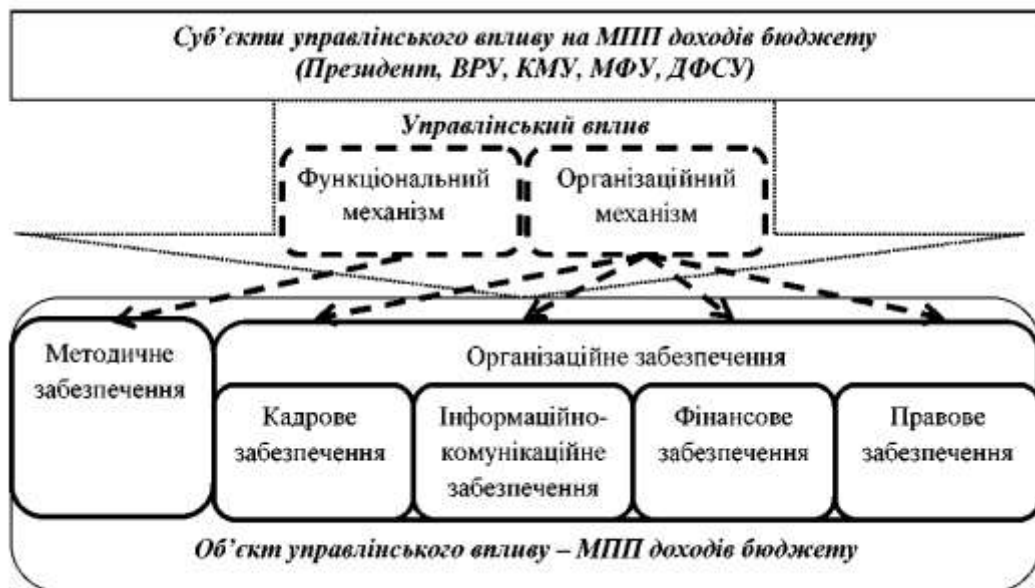 Суб’єкти управлінського впливу на МПП доходів бюджету
(Президент, ВРУ, КМУ, МФУ, ДФСУ)
Управлінський вплив
Функціональний
механізм
Організаційний
механізм
Методичне
забезпечення
Організаційне забезпечення
Кадрове
забезпечення
Інформаційно-
комунікаційне
забезпечення
Фінансове
забезпечення
Правове
забезпечення
Об’єкт управлінського впливу – МПП доходів бюджету